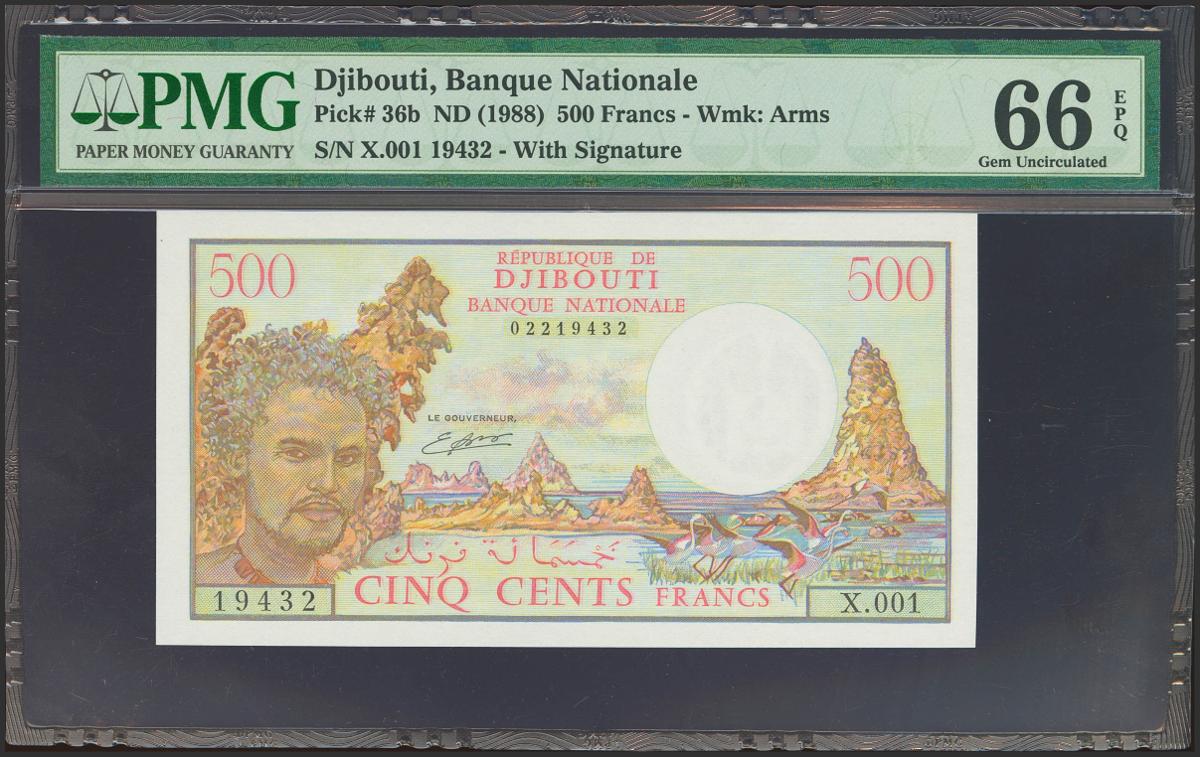 PMG
PAPER MONEY GUARANTY
Djibouti, Banque Nationale
Pick# 36b ND (1988) 500 Francs - Wmk: Arms
S/N X.001 19432 - With Signature
66
EPQ
Gem Uncirculated
500
RÉPUBLIQUE DE
DJIBOUTI
BANQUE NATIONALE
02219432
500
LE GOUVERNEUR,
خمسمائة فرنك
CINQ CENTS FRANCS
19432
X.001